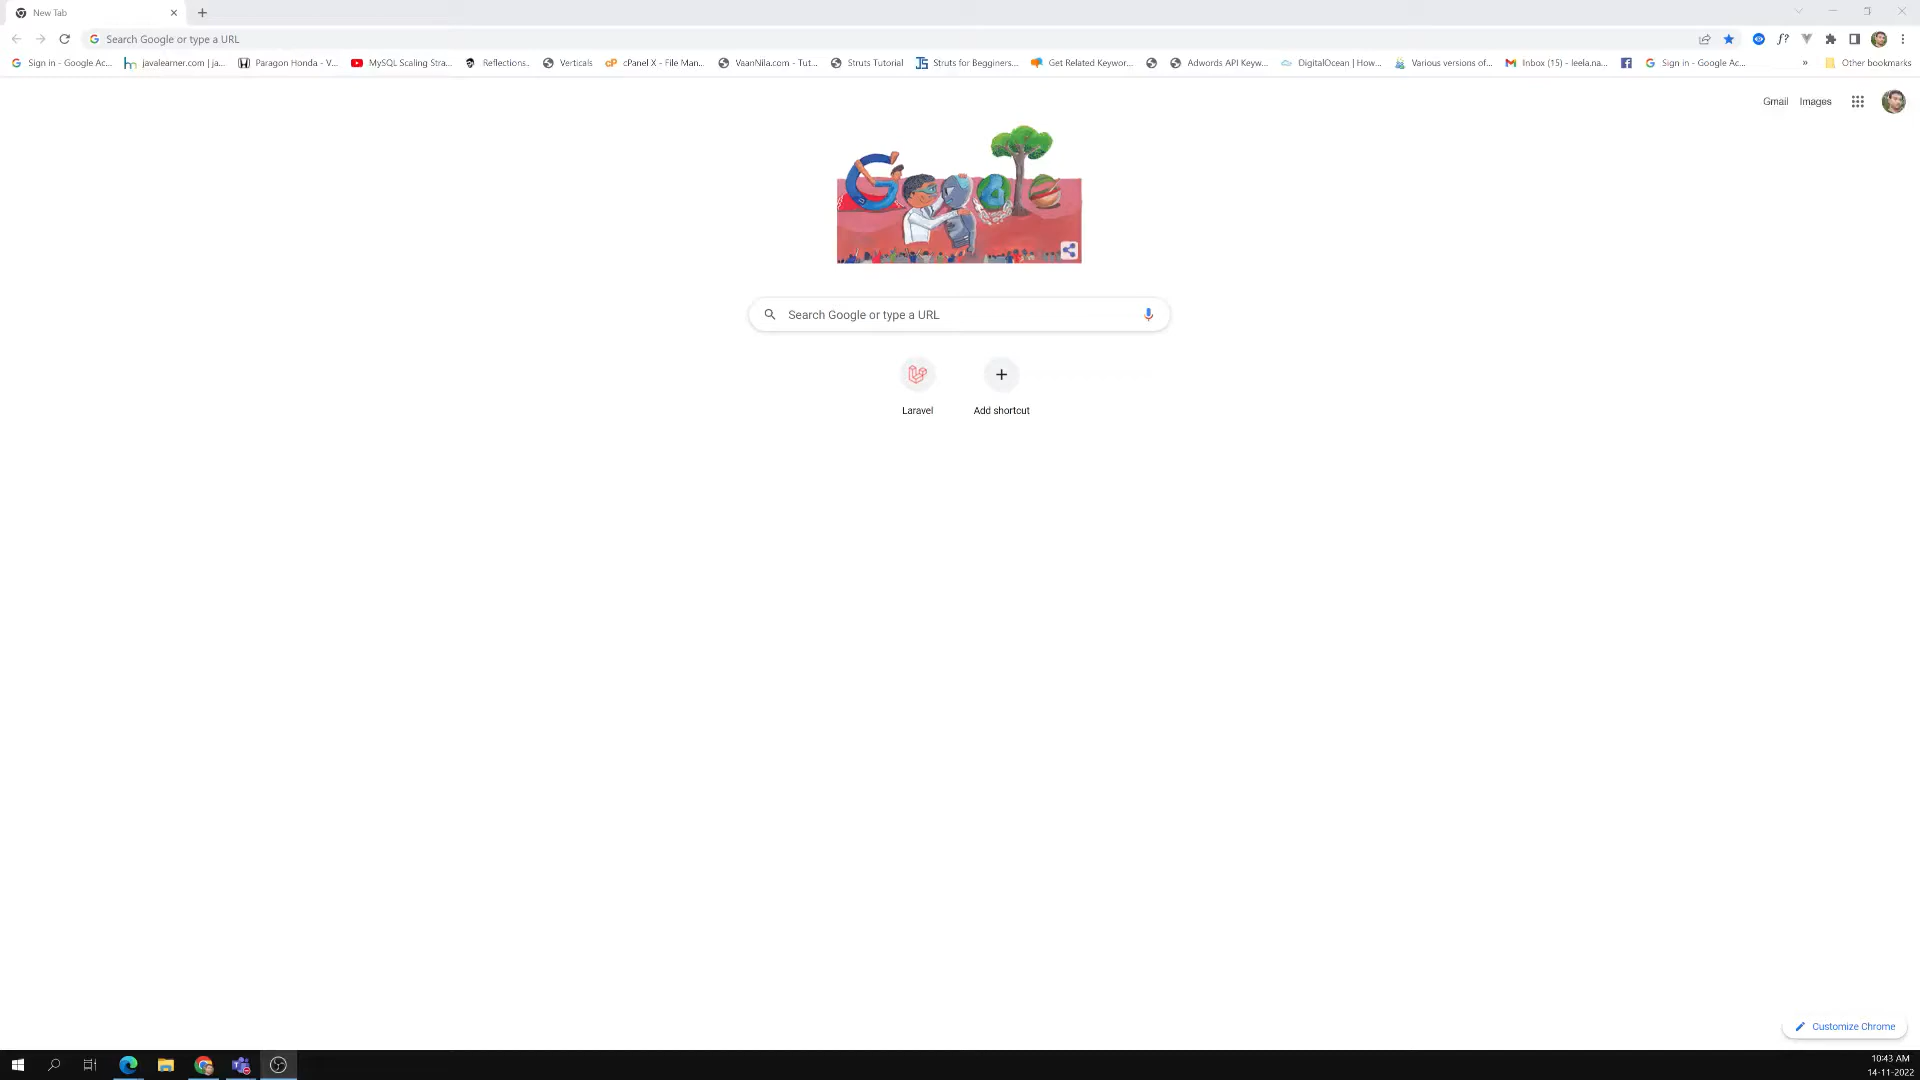 New Tab
Search Google or type a URL
Sign in - Google Ac... javalearner.com | ja... Paragon Honda - V... MySQL Scaling Stra... Reflections. Verticals cPanel X - File Man... VaanNila.com - Tut... Struts Tutorial Struts for Begginers... Get Related Keywor... Adwords API Keyw... DigitalOcean | How... Various versions of... Inbox (15) - leela.na... Sign in - Google Ac... » Other bookmarks
Gmail Images
Search Google or type a URL
Laravel Add shortcut
Customize Chrome
10:43 AM
14-11-2022